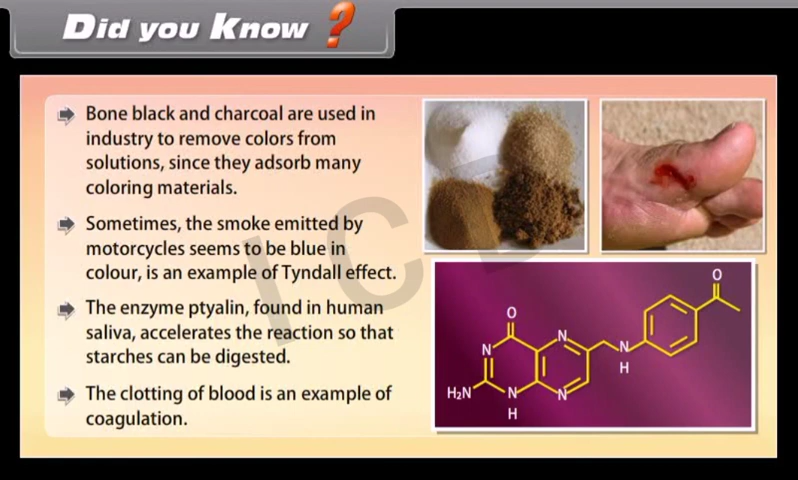 Did you Know ?
Bone black and charcoal are used in
industry to remove colors from
solutions, since they adsorb many
coloring materials.
Sometimes, the smoke emitted by
motorcycles seems to be blue in
colour, is an example of Tyndall effect.
The enzyme ptyalin, found in human
saliva, accelerates the reaction so that
starches can be digested.
The clotting of blood is an example of
coagulation.
O
O
N
N
N
H
H₂N
N
H
N